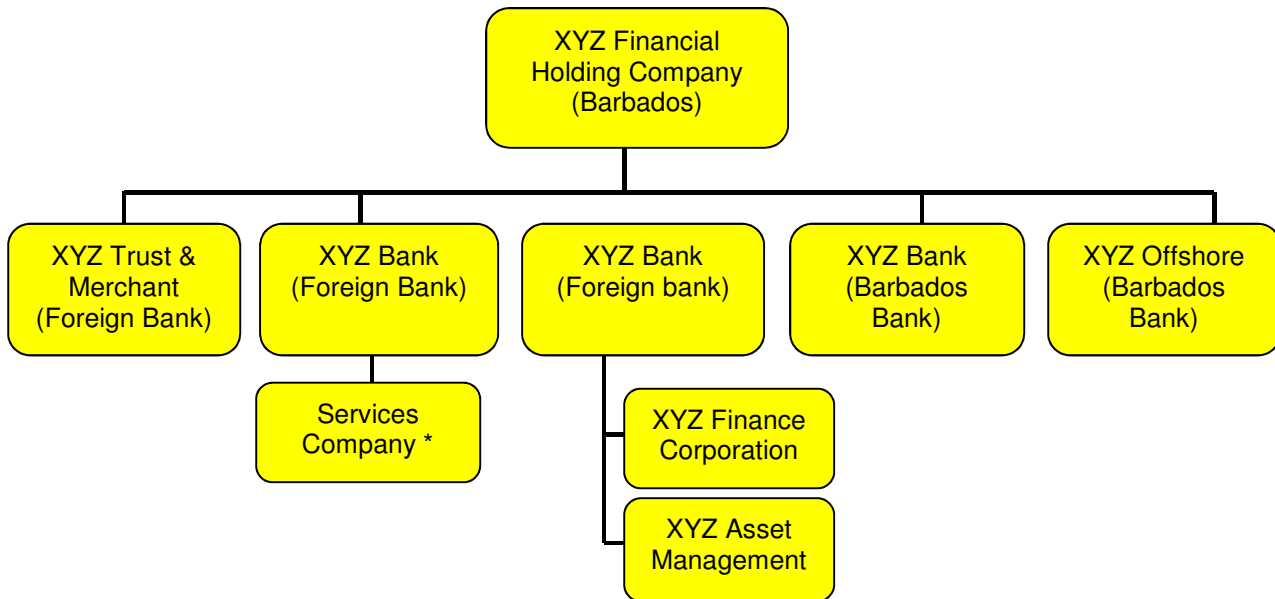 XYZ Financial
Holding Company
(Barbados)
XYZ Trust &
Merchant
(Foreign Bank)
XYZ Bank
(Foreign Bank)
XYZ Bank
(Foreign bank)
XYZ Bank
(Barbados
Bank)
XYZ Offshore
(Barbados
Bank)
Services
Company *
XYZ Finance
Corporation
XYZ Asset
Management